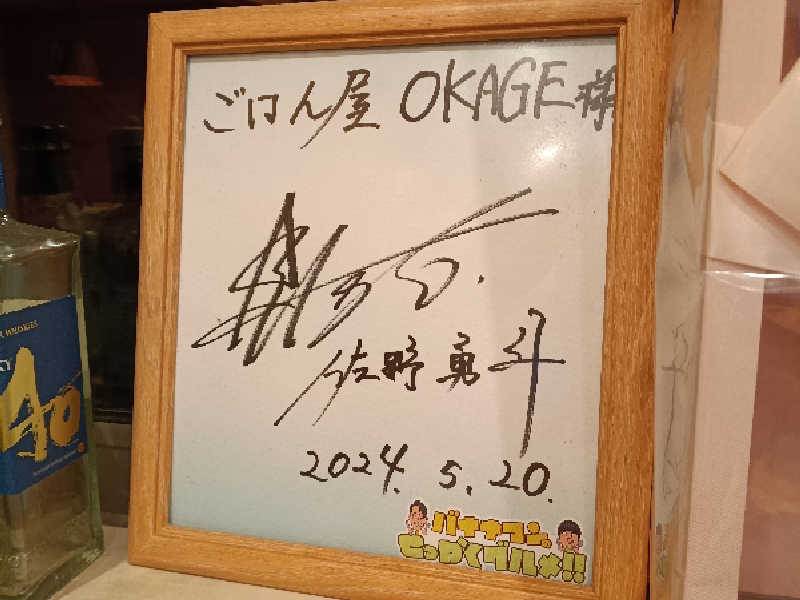 ごはん屋 OKAGE様
佐野勇斗
2024. 5. 20.
バナナマンの
せっかくグルメ!!
AO